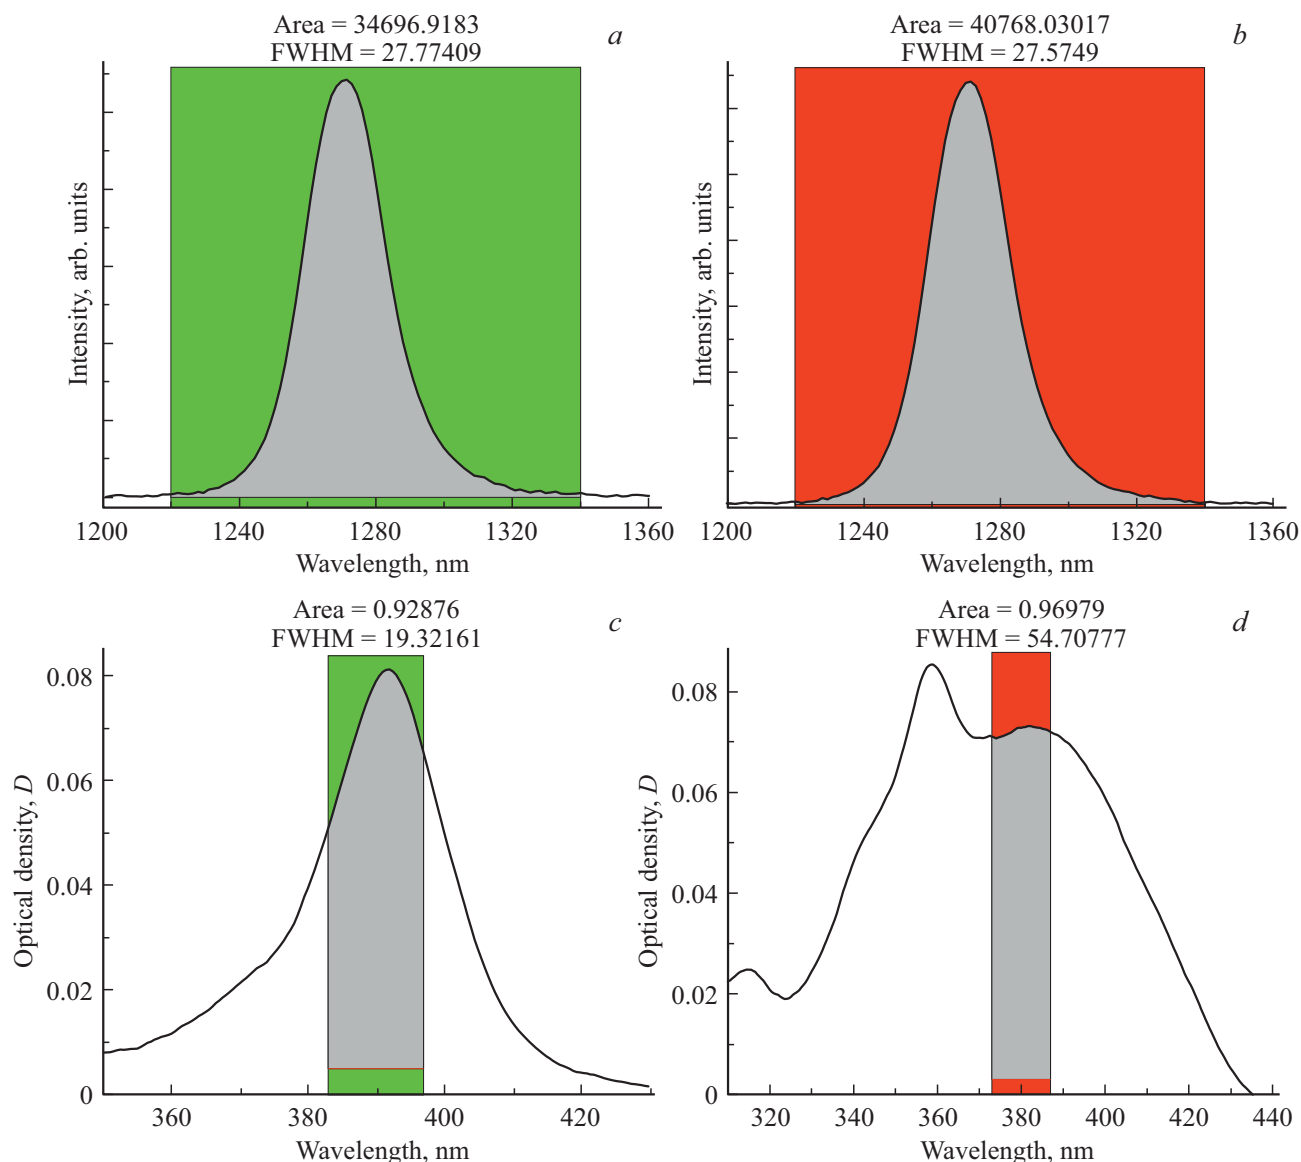 Area = 34696.9183
FWHM = 27.77409
a
Intensity, arb. units
1200 1240 1280 1320 1360
Wavelength, nm
Area = 40768.03017
FWHM = 27.5749
b
Intensity, arb. units
1200 1240 1280 1320 1360
Wavelength, nm
Area = 0.92876
FWHM = 19.32161
c
Optical density, D
0.08
0.06
0.04
0.02
0
360 380 400 420
Wavelength, nm
Area = 0.96979
FWHM = 54.70777
d
Optical density, D
0.08
0.06
0.04
0.02
0
320 340 360 380 400 420 440
Wavelength, nm